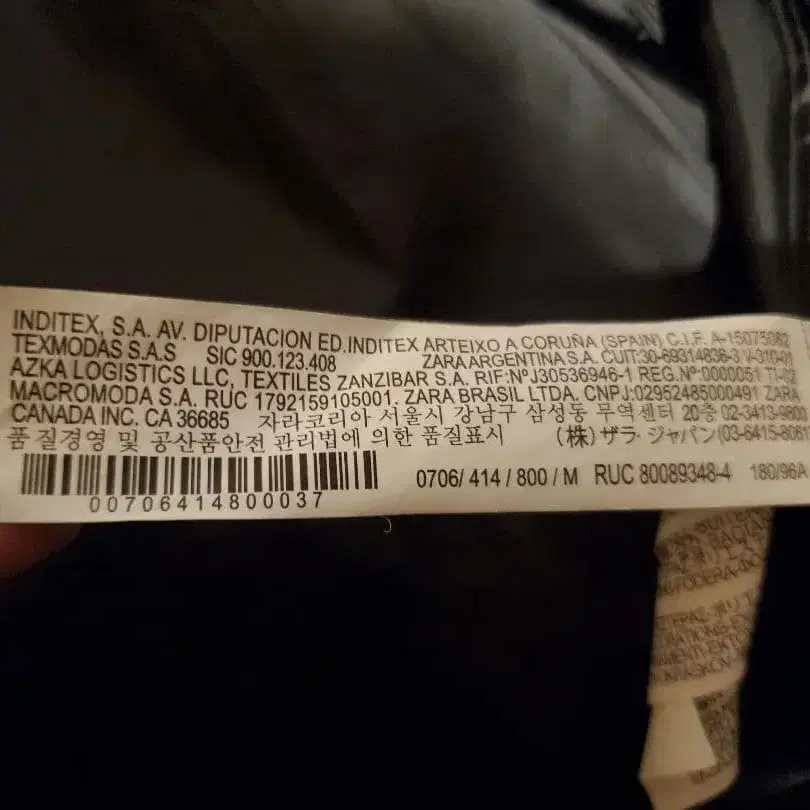 INDITEX, S.A. AV. DIPUTACION ED.INDITEX ARTEIXO A CORUÑA (SPAIN) C.I.F. A-15075062
TEXMODAS S.A.S SIC 900.123.408 ZARA ARGENTINA S.A. CUIT:30-69314836-3 V-310-01
AZKA LOGISTICS LLC, TEXTILES ZANZIBAR S.A. RIF:Nº J30536946-1 REG.Nº:0000051 TI-02
MACROMODA S.A. RUC 1792159105001. ZARA BRASIL LTDA. CNPJ:02952485000491 ZARA
CANADA INC. CA 36685 자라코리아 서울시 강남구 삼성동 무역센터 20층 02-3413-9800
품질경영 및 공산품안전 관리법에 의한 품질표시 (株) ザラ・ジャパン(03-6415-8061
0706/ 414 / 800 / M RUC 80089348-4 180/96A
00706414800037